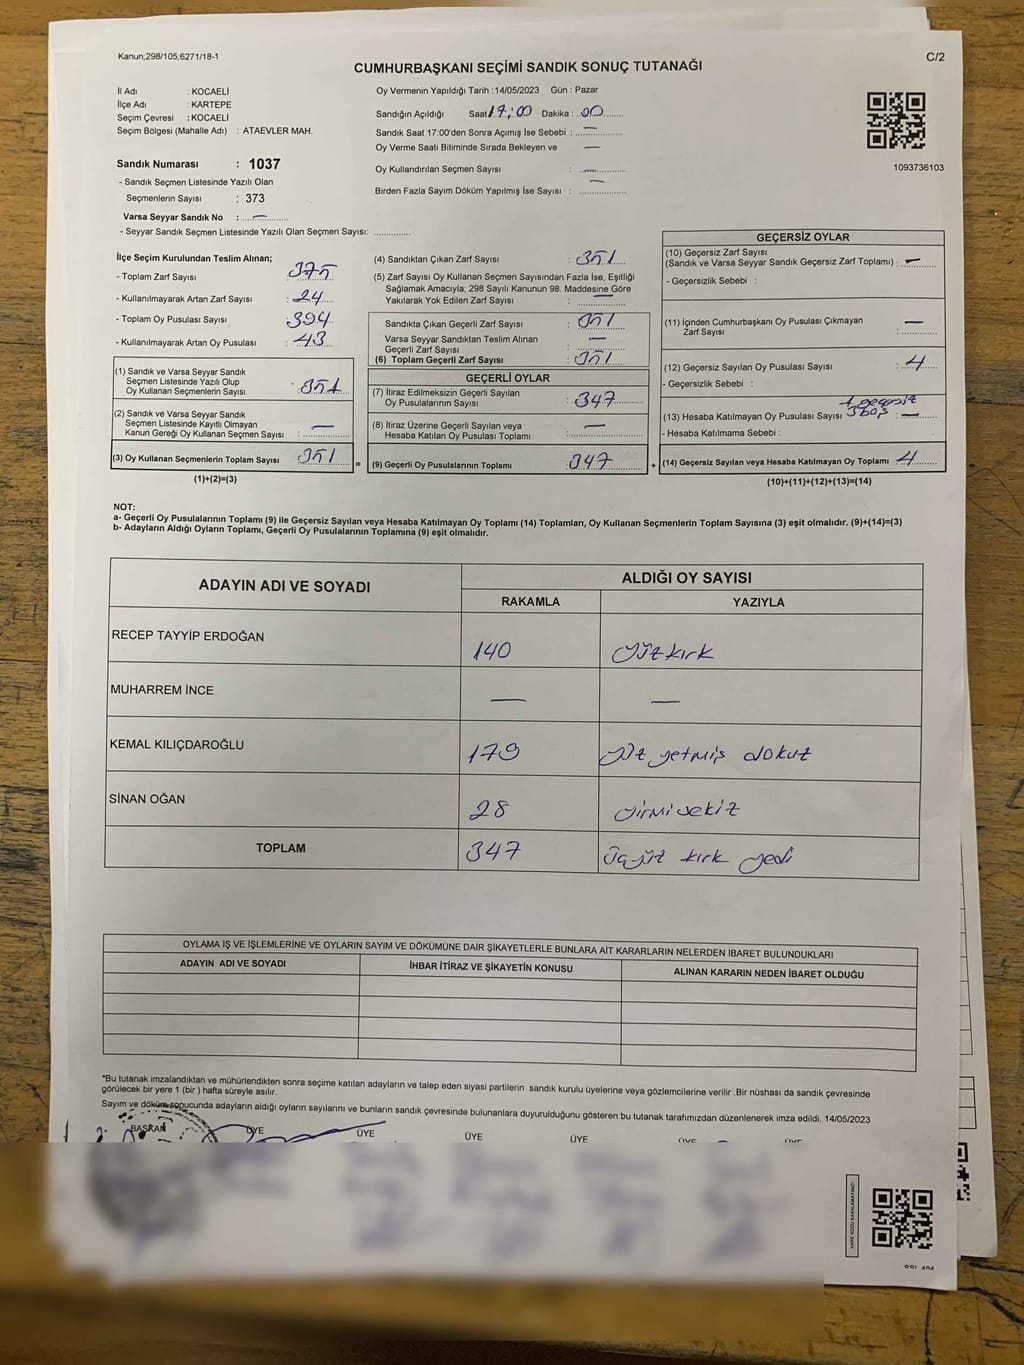 Kanun;298/105;6271/18-1
C/2
CUMHURBAŞKANI SEÇİMİ SANDIK SONUÇ TUTANAĞI
İl Adı : KOCAELİ
İlçe Adı : KARTEPE
Seçim Çevresi : KOCAELİ
Seçim Bölgesi (Mahalle Adı) : ATAEVLER MAH.
Sandık Numarası : 1037
- Sandık Seçmen Listesinde Yazılı Olan
Seçmenlerin Sayısı : 373
Varsa Seyyar Sandık No : —
- Seyyar Sandık Seçmen Listesinde Yazılı Olan Seçmen Sayısı: ..............
Oy Vermenin Yapıldığı Tarih :14/05/2023 Gün : Pazar
Sandığın Açıldığı Saat 17:00 Dakika : 00
Sandık Saat 17:00'den Sonra Açımış İse Sebebi : —
Oy Verme Saati Bitiminde Sırada Bekleyen ve —
Oy Kullandırılan Seçmen Sayısı : —
Birden Fazla Sayım Döküm Yapılmış İse Sayısı : —
1093736103
İlçe Seçim Kurulundan Teslim Alınan;
- Toplam Zarf Sayısı : 375
- Kullanılmayarak Artan Zarf Sayısı : 24
- Toplam Oy Pusulası Sayısı : 394
- Kullanılmayarak Artan Oy Pusulası : 43
(1) Sandık ve Varsa Seyyar Sandık
Seçmen Listesinde Yazılı Olup
Oy Kullanan Seçmenlerin Sayısı : 351
(2) Sandık ve Varsa Seyyar Sandık
Seçmen Listesinde Kayıtlı Olmayan
Kanun Gereği Oy Kullanan Seçmen Sayısı : —
(3) Oy Kullanan Seçmenlerin Toplam Sayısı 351
(1)+(2)=(3)
(4) Sandıktan Çıkan Zarf Sayısı : 351
(5) Zarf Sayısı Oy Kullanan Seçmen Sayısından Fazla İse, Eşitliği
Sağlamak Amacıyla; 298 Sayılı Kanunun 98. Maddesine Göre
Yakılarak Yok Edilen Zarf Sayısı : —
Sandıkta Çıkan Geçerli Zarf Sayısı : 351
Varsa Seyyar Sandıktan Teslim Alınan
Geçerli Zarf Sayısı : —
(6) Toplam Geçerli Zarf Sayısı : 351
GEÇERLİ OYLAR
(7) İtiraz Edilmeksizin Geçerli Sayılan
Oy Pusulalarının Sayısı : 347
(8) İtiraz Üzerine Geçerli Sayılan veya
Hesaba Katılan Oy Pusulası Toplamı : —
= (9) Geçerli Oy Pusulalarının Toplamı : 347
GEÇERSİZ OYLAR
(10) Geçersiz Zarf Sayısı
(Sandık ve Varsa Seyyar Sandık Geçersiz Zarf Toplamı) : —
- Geçersizlik Sebebi :
(11) İçinden Cumhurbaşkanı Oy Pusulası Çıkmayan —
Zarf Sayısı :
(12) Geçersiz Sayılan Oy Pusulası Sayısı : 4
- Geçersizlik Sebebi :
1 geçersiz
3 boş
(13) Hesaba Katılmayan Oy Pusulası Sayısı : —
- Hesaba Katılmama Sebebi :
+ (14) Geçersiz Sayılan veya Hesaba Katılmayan Oy Toplamı 4
(10)+(11)+(12)+(13)=(14)
NOT:
a- Geçerli Oy Pusulalarının Toplamı (9) ile Geçersiz Sayılan veya Hesaba Katılmayan Oy Toplamı (14) Toplamları, Oy Kullanan Seçmenlerin Toplam Sayısına (3) eşit olmalıdır. (9)+(14)=(3)
b- Adayların Aldığı Oyların Toplamı, Geçerli Oy Pusulalarının Toplamına (9) eşit olmalıdır.
ADAYIN ADI VE SOYADI
ALDIĞI OY SAYISI
RAKAMLA YAZIYLA
RECEP TAYYİP ERDOĞAN 140 yüzkırk
MUHARREM İNCE — —
KEMAL KILIÇDAROĞLU 179 yüz yetmiş dokuz
SİNAN OĞAN 28 yirmisekiz
TOPLAM 347 üçyüz kırk yedi
OYLAMA İŞ VE İŞLEMLERİNE VE OYLARIN SAYIM VE DÖKÜMÜNE DAİR ŞİKAYETLERLE BUNLARA AİT KARARLARIN NELERDEN İBARET BULUNDUKLARI
ADAYIN ADI VE SOYADI İHBAR İTİRAZ VE ŞİKAYETİN KONUSU ALINAN KARARIN NEDEN İBARET OLDUĞU
*Bu tutanak imzalandıktan ve mühürlendikten sonra seçime katılan adayların ve talep eden siyasi partilerin sandık kurulu üyelerine veya gözlemcilerine verilir .Bir nüshası da sandık çevresinde
görülecek bir yere 1 (bir ) hafta süreyle asılır.
Sayım ve döküm sonucunda adayların aldığı oyların sayılarını ve bunların sandık çevresinde bulunanlara duyurulduğunu gösteren bu tutanak tarafımızdan düzenlenerek imza edildi. 14/05/2023
BAŞKAN ÜYE ÜYE ÜYE ÜYE ÜYE ÜYE